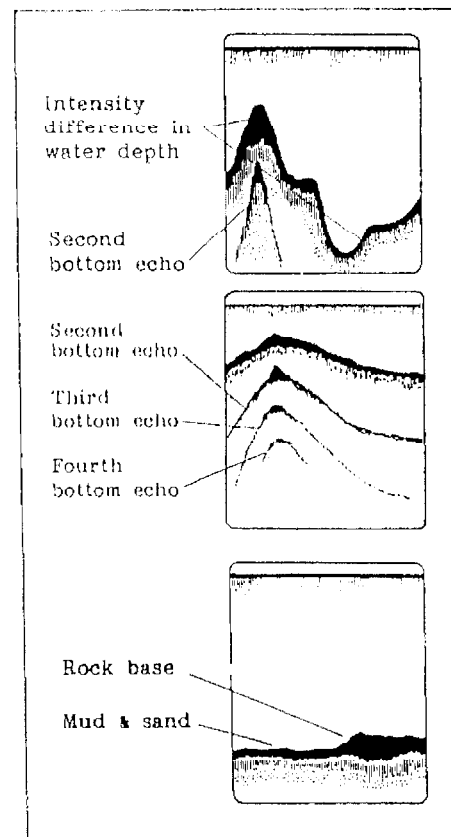 Intensity
difference in
water depth
Second
bottom echo
Second
bottom echo
Third
bottom echo
Fourth
bottom echo
Rock base
Mud & sand